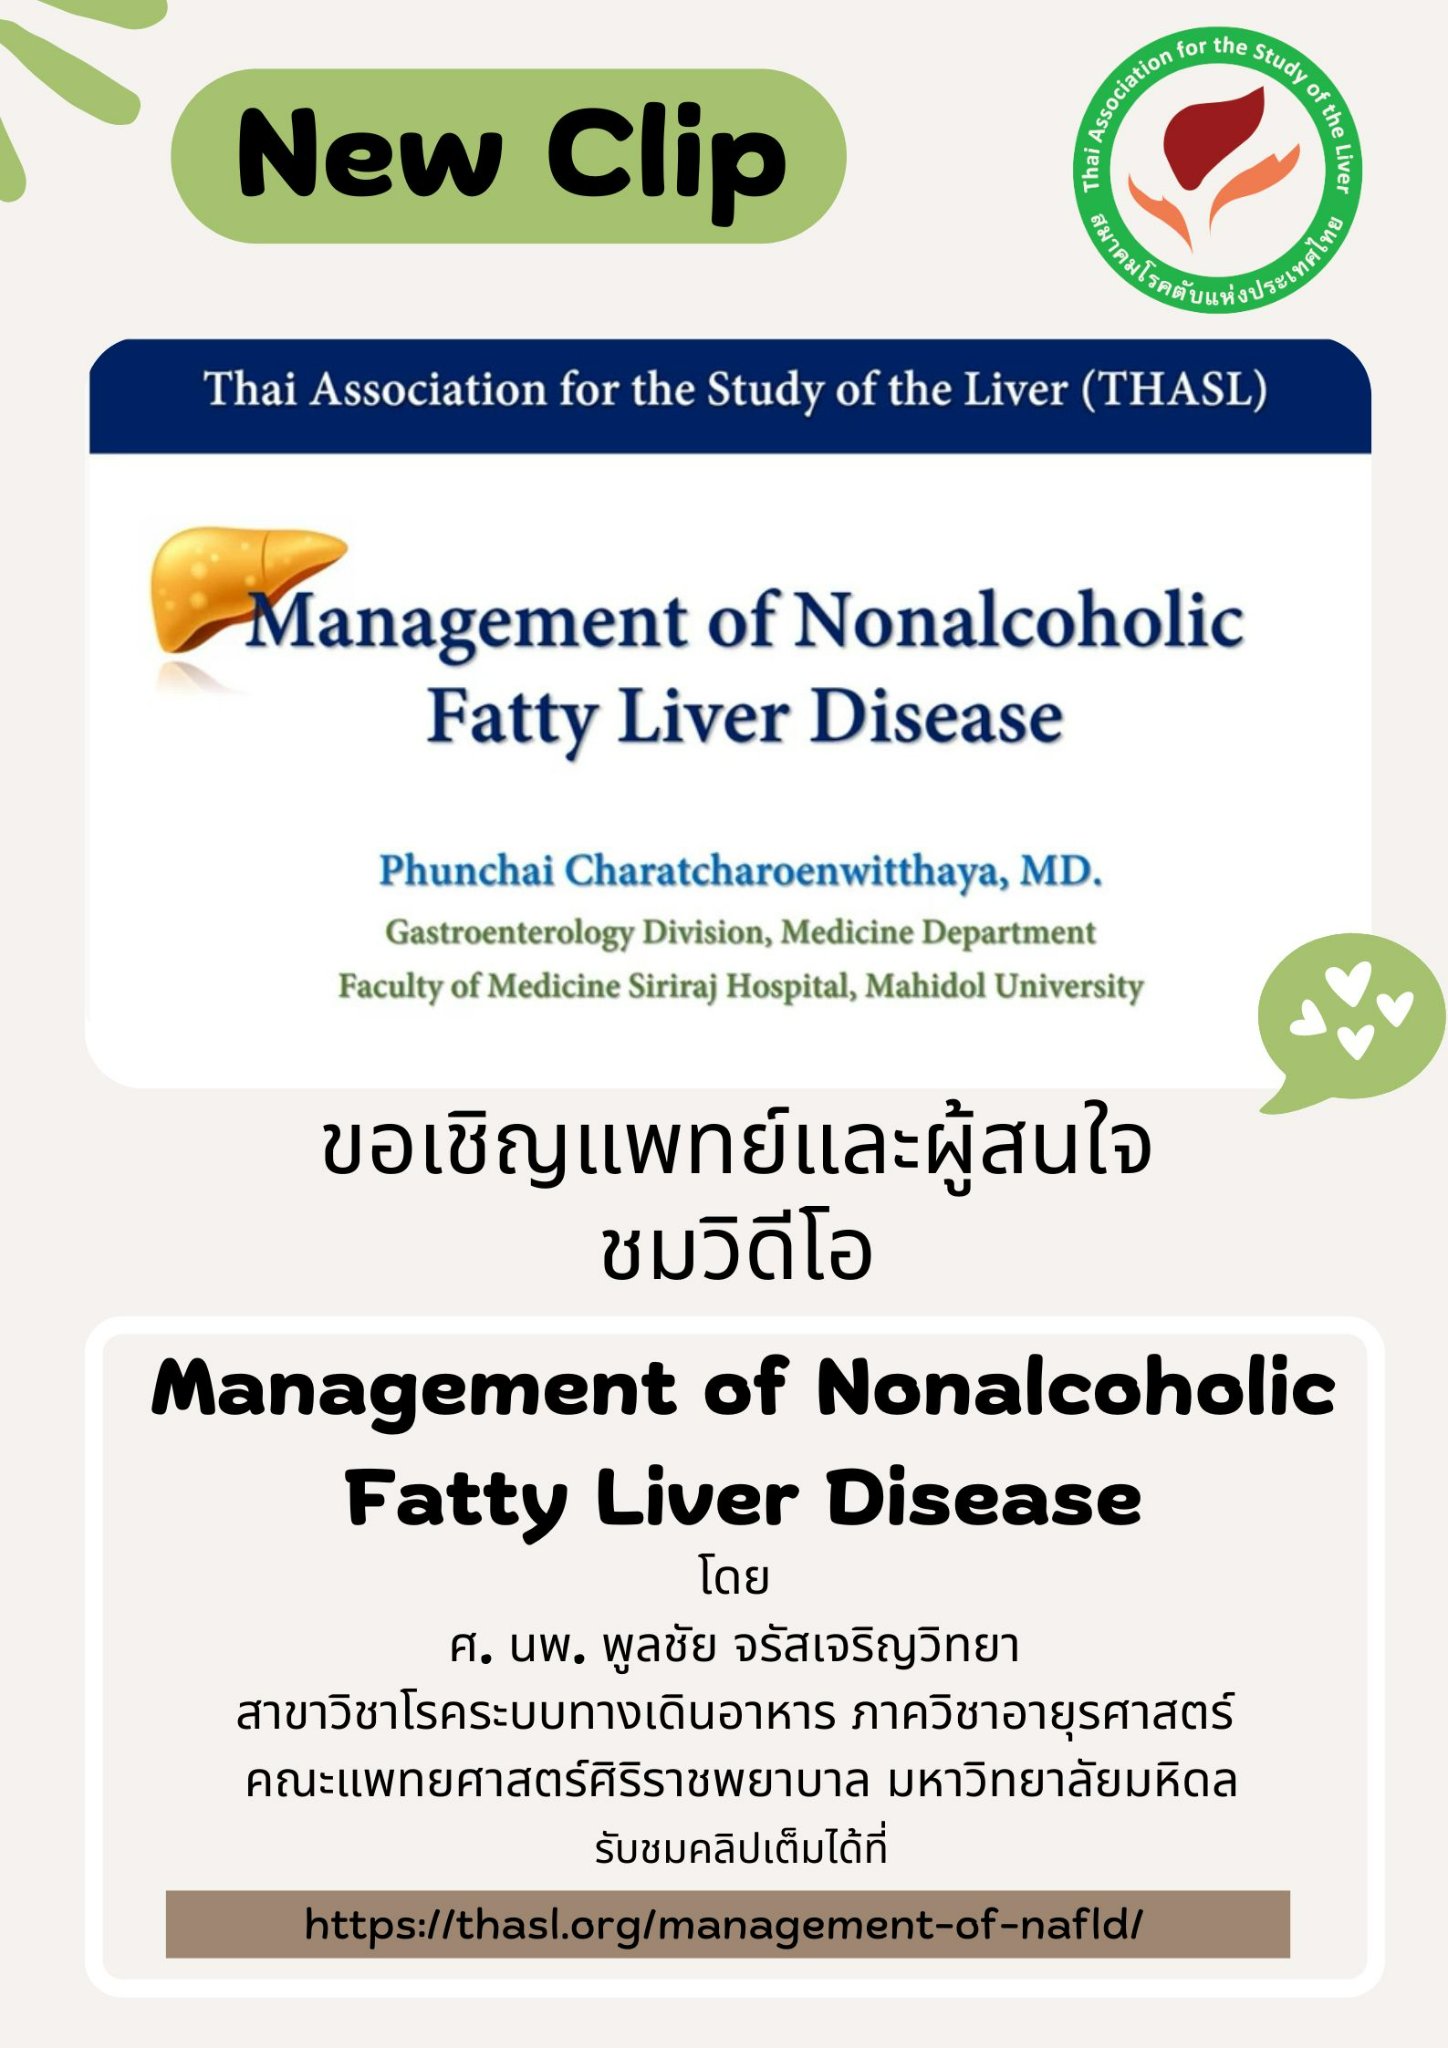 New Clip
Thai Association for the Study of the Liver
สมาคมโรคตับแห่งประเทศไทย
Thai Association for the Study of the Liver (THASL)
Management of Nonalcoholic
Fatty Liver Disease
Phunchai Charatcharoenwitthaya, MD.
Gastroenterology Division, Medicine Department
Faculty of Medicine Siriraj Hospital, Mahidol University
ขอเชิญแพทย์และผู้สนใจ
ชมวิดีโอ
Management of Nonalcoholic
Fatty Liver Disease
โดย
ศ. นพ. พูลชัย จรัสเจริญวิทยา
สาขาวิชาโรคระบบทางเดินอาหาร ภาควิชาอายุรศาสตร์
คณะแพทยศาสตร์ศิริราชพยาบาล มหาวิทยาลัยมหิดล
รับชมคลิปเต็มได้ที่
https://thasl.org/management-of-nafld/